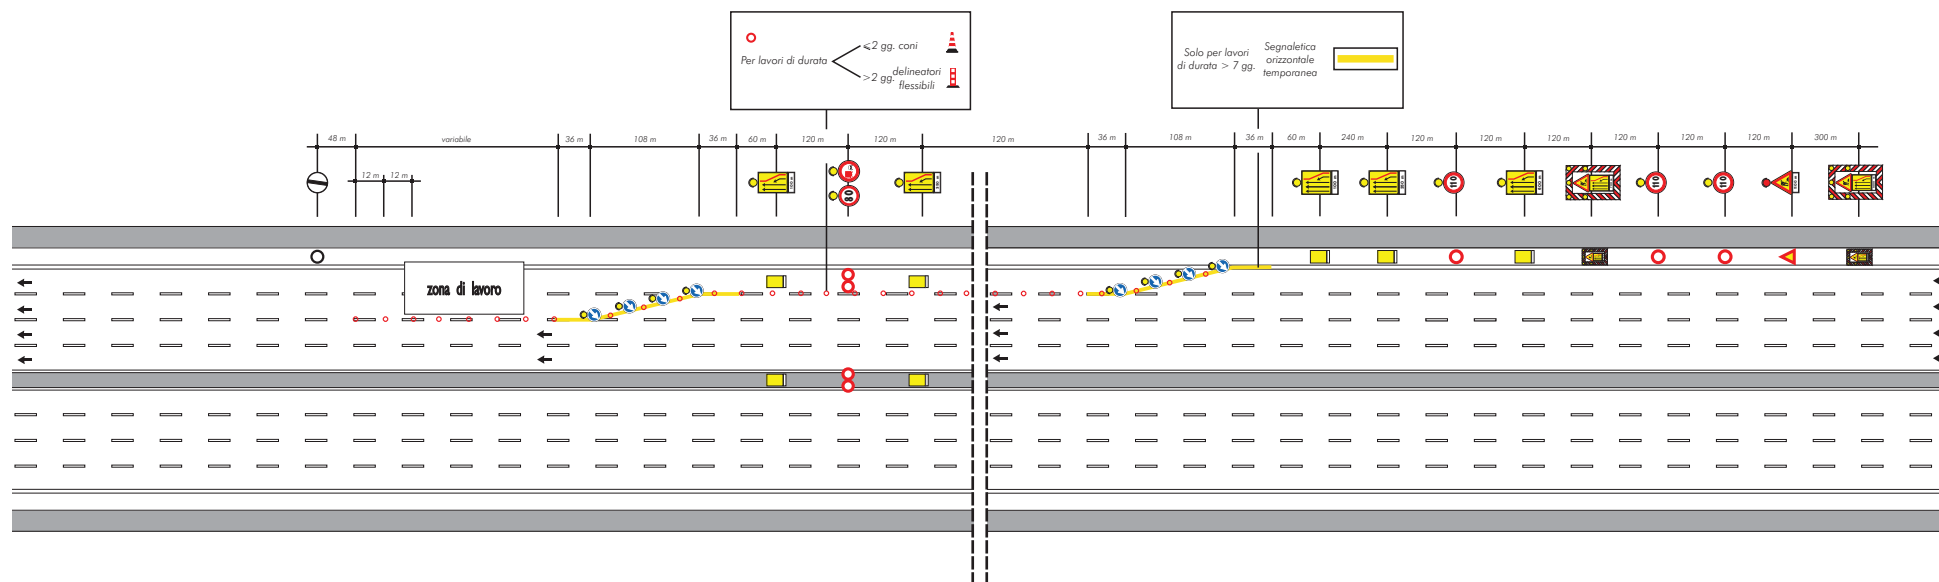 Per lavori di durata
⩽2 gg. coni
>2 gg. delineatori
flessibili
Solo per lavori
di durata > 7 gg.
Segnaletica
orizzontale
temporanea
48 m
variabile
36 m
108 m
36 m
60 m
120 m
120 m
120 m
36 m
108 m
36 m
60 m
240 m
120 m
120 m
120 m
120 m
120 m
120 m
300 m
12 m
12 m
80
110
110
110
zona di lavoro